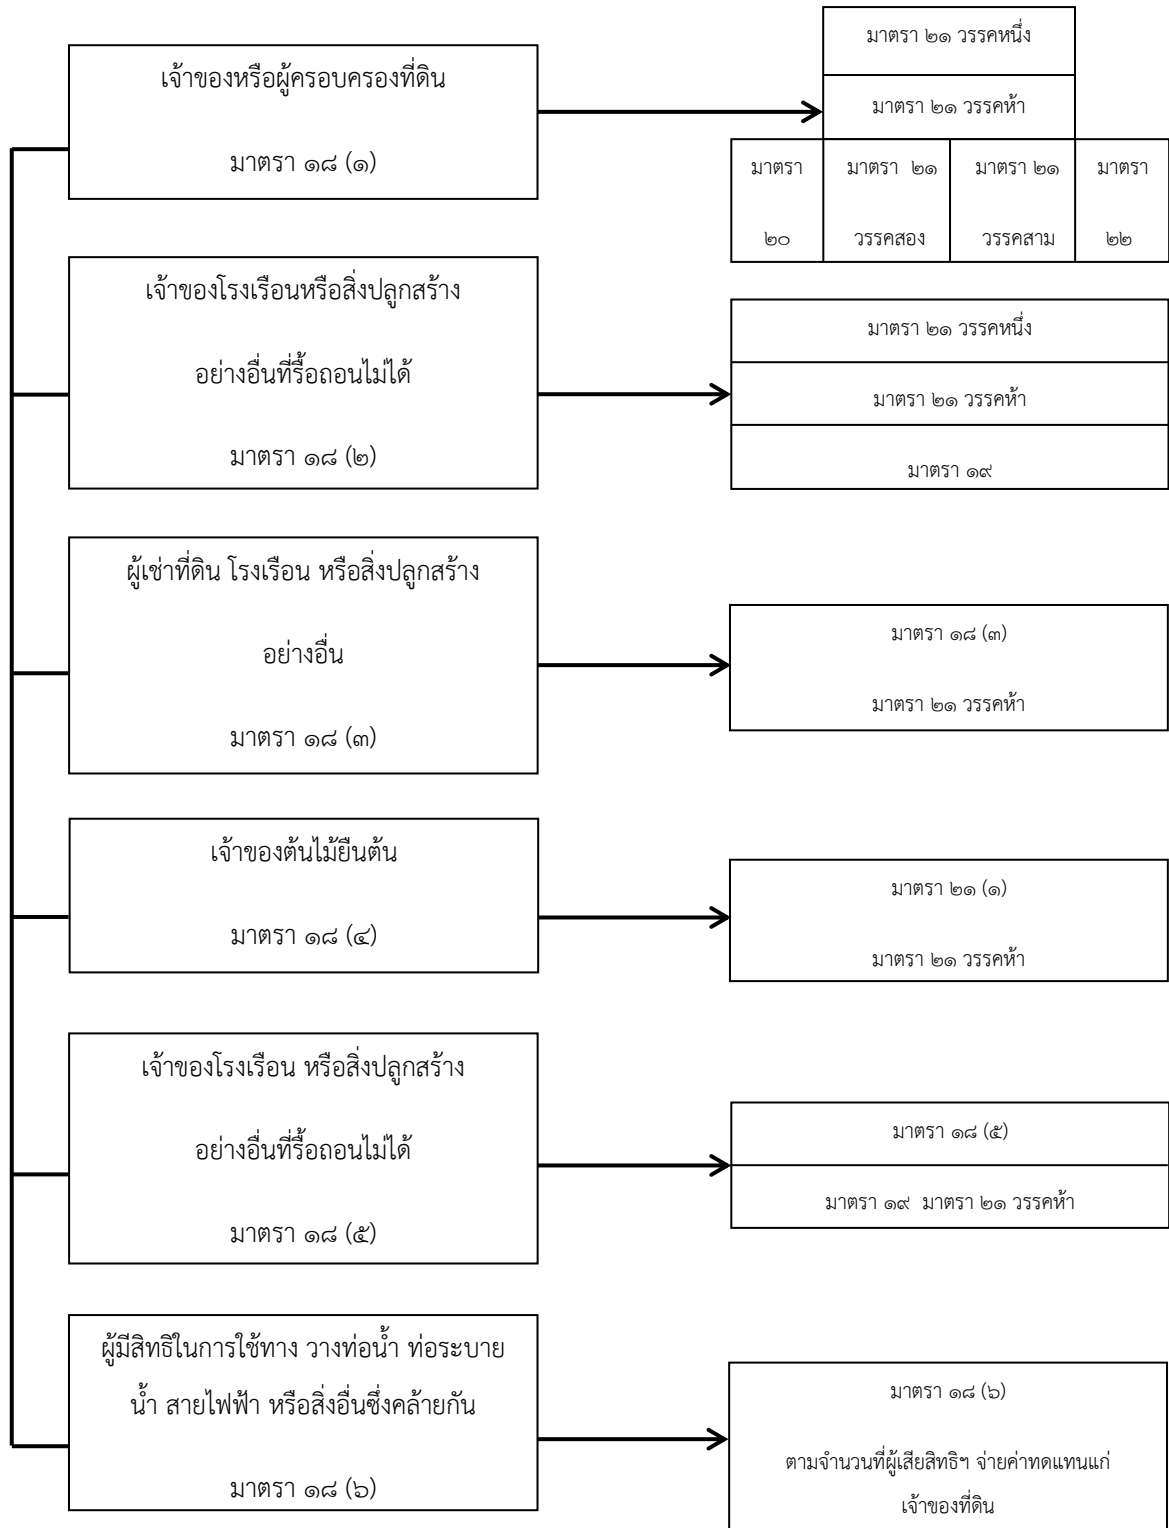 เจ้าของหรือผู้ครอบครองที่ดิน
มาตรา ๑๘ (๑)
มาตรา ๒๑ วรรคหนึ่ง
มาตรา ๒๑ วรรคห้า
มาตรา
๒๐
มาตรา ๒๑
วรรคสอง
มาตรา ๒๑
วรรคสาม
มาตรา
๒๒
เจ้าของโรงเรือนหรือสิ่งปลูกสร้าง
อย่างอื่นที่รื้อถอนไม่ได้
มาตรา ๑๘ (๒)
มาตรา ๒๑ วรรคหนึ่ง
มาตรา ๒๑ วรรคห้า
มาตรา ๑๙
ผู้เช่าที่ดิน โรงเรือน หรือสิ่งปลูกสร้าง
อย่างอื่น
มาตรา ๑๘ (๓)
มาตรา ๑๘ (๓)
มาตรา ๒๑ วรรคห้า
เจ้าของต้นไม้ยืนต้น
มาตรา ๑๘ (๔)
มาตรา ๒๑ (๑)
มาตรา ๒๑ วรรคห้า
เจ้าของโรงเรือน หรือสิ่งปลูกสร้าง
อย่างอื่นที่รื้อถอนไม่ได้
มาตรา ๑๘ (๕)
มาตรา ๑๘ (๕)
มาตรา ๑๙ มาตรา ๒๑ วรรคห้า
ผู้มีสิทธิในการใช้ทาง วางท่อน้ำ ท่อระบาย
น้ำ สายไฟฟ้า หรือสิ่งอื่นซึ่งคล้ายกัน
มาตรา ๑๘ (๖)
มาตรา ๑๘ (๖)
ตามจำนวนที่ผู้เสียสิทธิฯ จ่ายค่าทดแทนแก่
เจ้าของที่ดิน